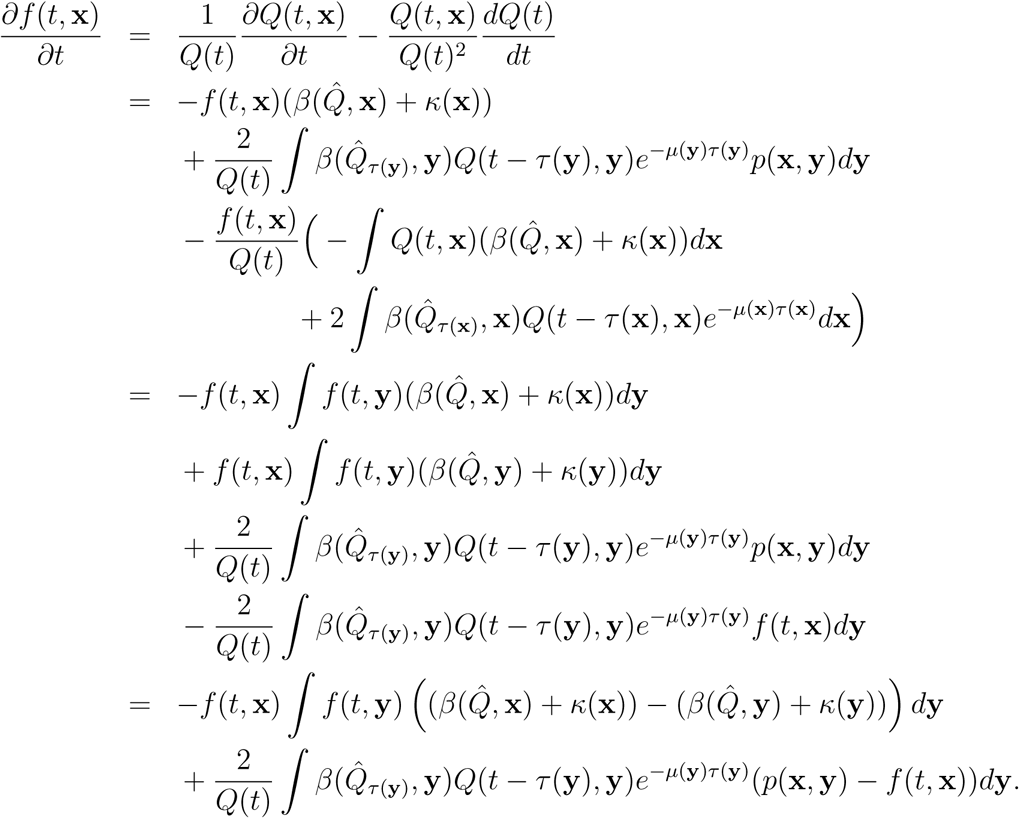 ∂f(t, x)/∂t = 1/Q(t) ∂Q(t, x)/∂t − Q(t, x)/Q(t)² dQ(t)/dt
= −f(t, x)(β(Q̂, x) + κ(x))
+ 2/Q(t) ∫ β(Q̂_τ(y), y)Q(t − τ(y), y)e^{−μ(y)τ(y)}p(x, y)dy
− f(t, x)/Q(t) ( − ∫ Q(t, x)(β(Q̂, x) + κ(x))dx
+ 2 ∫ β(Q̂_τ(x), x)Q(t − τ(x), x)e^{−μ(x)τ(x)}dx )
= −f(t, x) ∫ f(t, y)(β(Q̂, x) + κ(x))dy
+ f(t, x) ∫ f(t, y)(β(Q̂, y) + κ(y))dy
+ 2/Q(t) ∫ β(Q̂_τ(y), y)Q(t − τ(y), y)e^{−μ(y)τ(y)}p(x, y)dy
− 2/Q(t) ∫ β(Q̂_τ(y), y)Q(t − τ(y), y)e^{−μ(y)τ(y)}f(t, x)dy
= −f(t, x) ∫ f(t, y) ((β(Q̂, x) + κ(x)) − (β(Q̂, y) + κ(y))) dy
+ 2/Q(t) ∫ β(Q̂_τ(y), y)Q(t − τ(y), y)e^{−μ(y)τ(y)}(p(x, y) − f(t, x))dy.